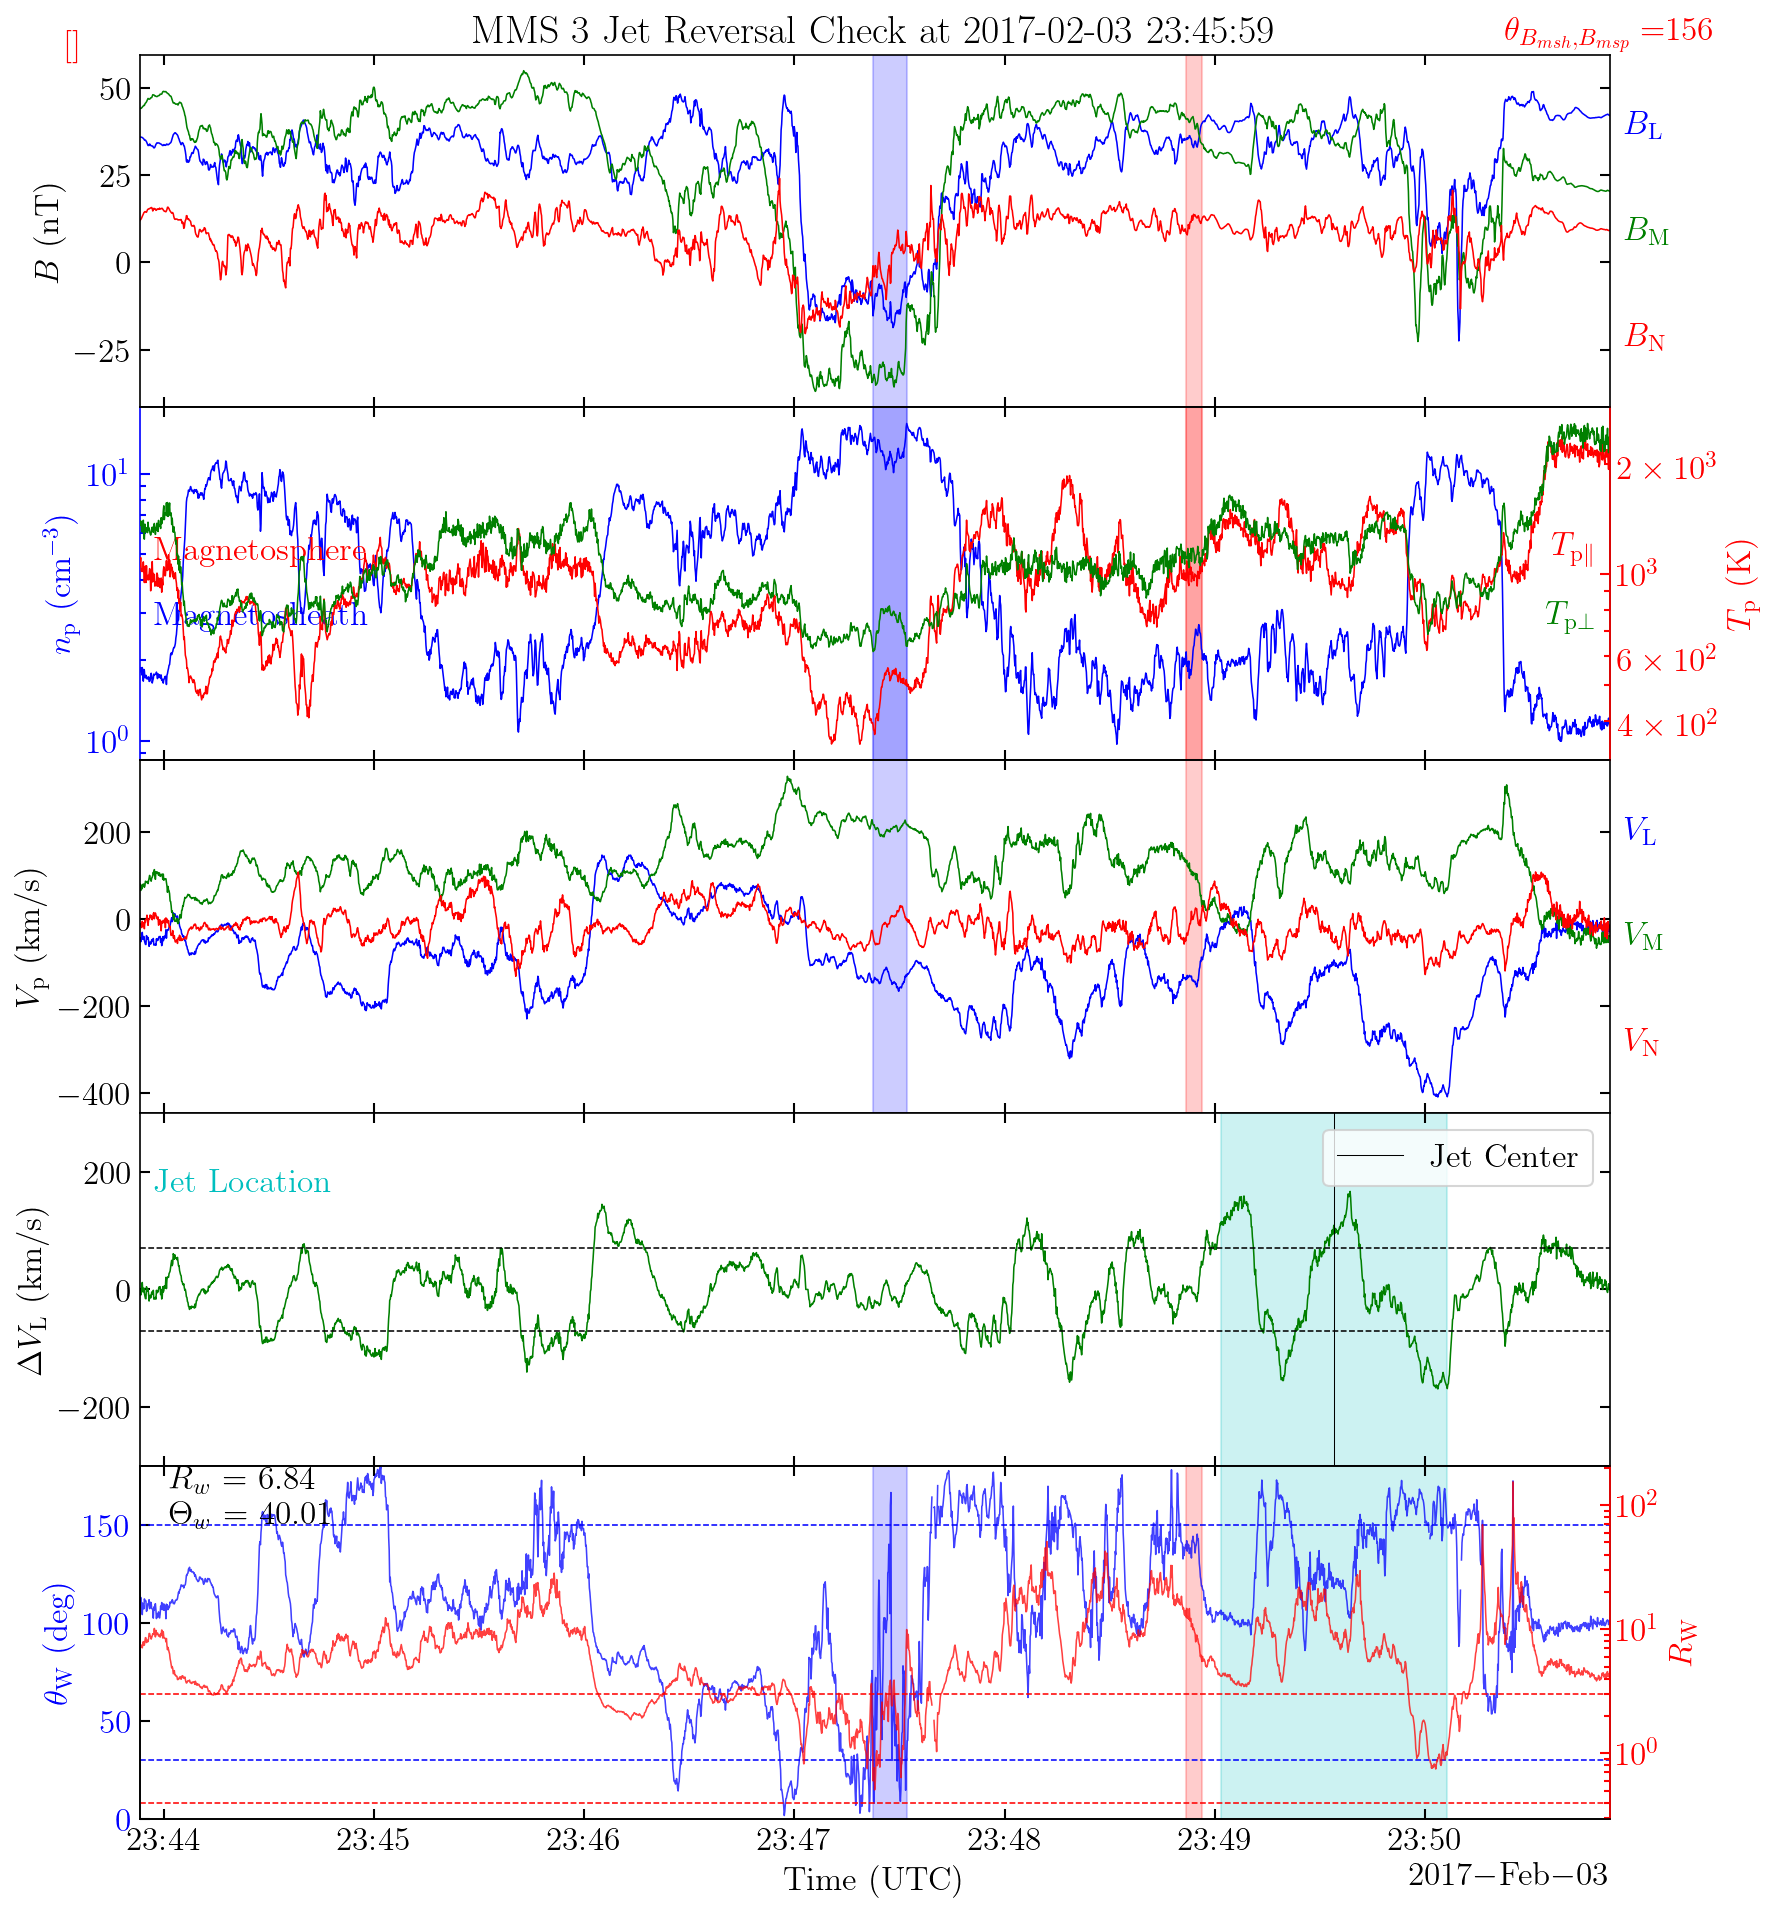 MMS 3 Jet Reversal Check at 2017-02-03 23:45:59
θ_{B_{msh},B_{msp}} =156
50
25
0
−25
B (nT)
B_L
B_M
B_N
10^1
10^0
n_p (cm^{−3})
Magnetosphere
Magnetosheath
2 × 10^3
10^3
6 × 10^2
4 × 10^2
T_{p∥}
T_{p⊥}
T_p (K)
200
0
−200
−400
V_p (km/s)
V_L
V_M
V_N
200
0
−200
ΔV_L (km/s)
Jet Location
Jet Center
R_w = 6.84
Θ_w = 40.01
150
100
50
0
θ_W (deg)
10^2
10^1
10^0
R_W
23:44 23:45 23:46 23:47 23:48 23:49 23:50
Time (UTC)
2017−Feb−03